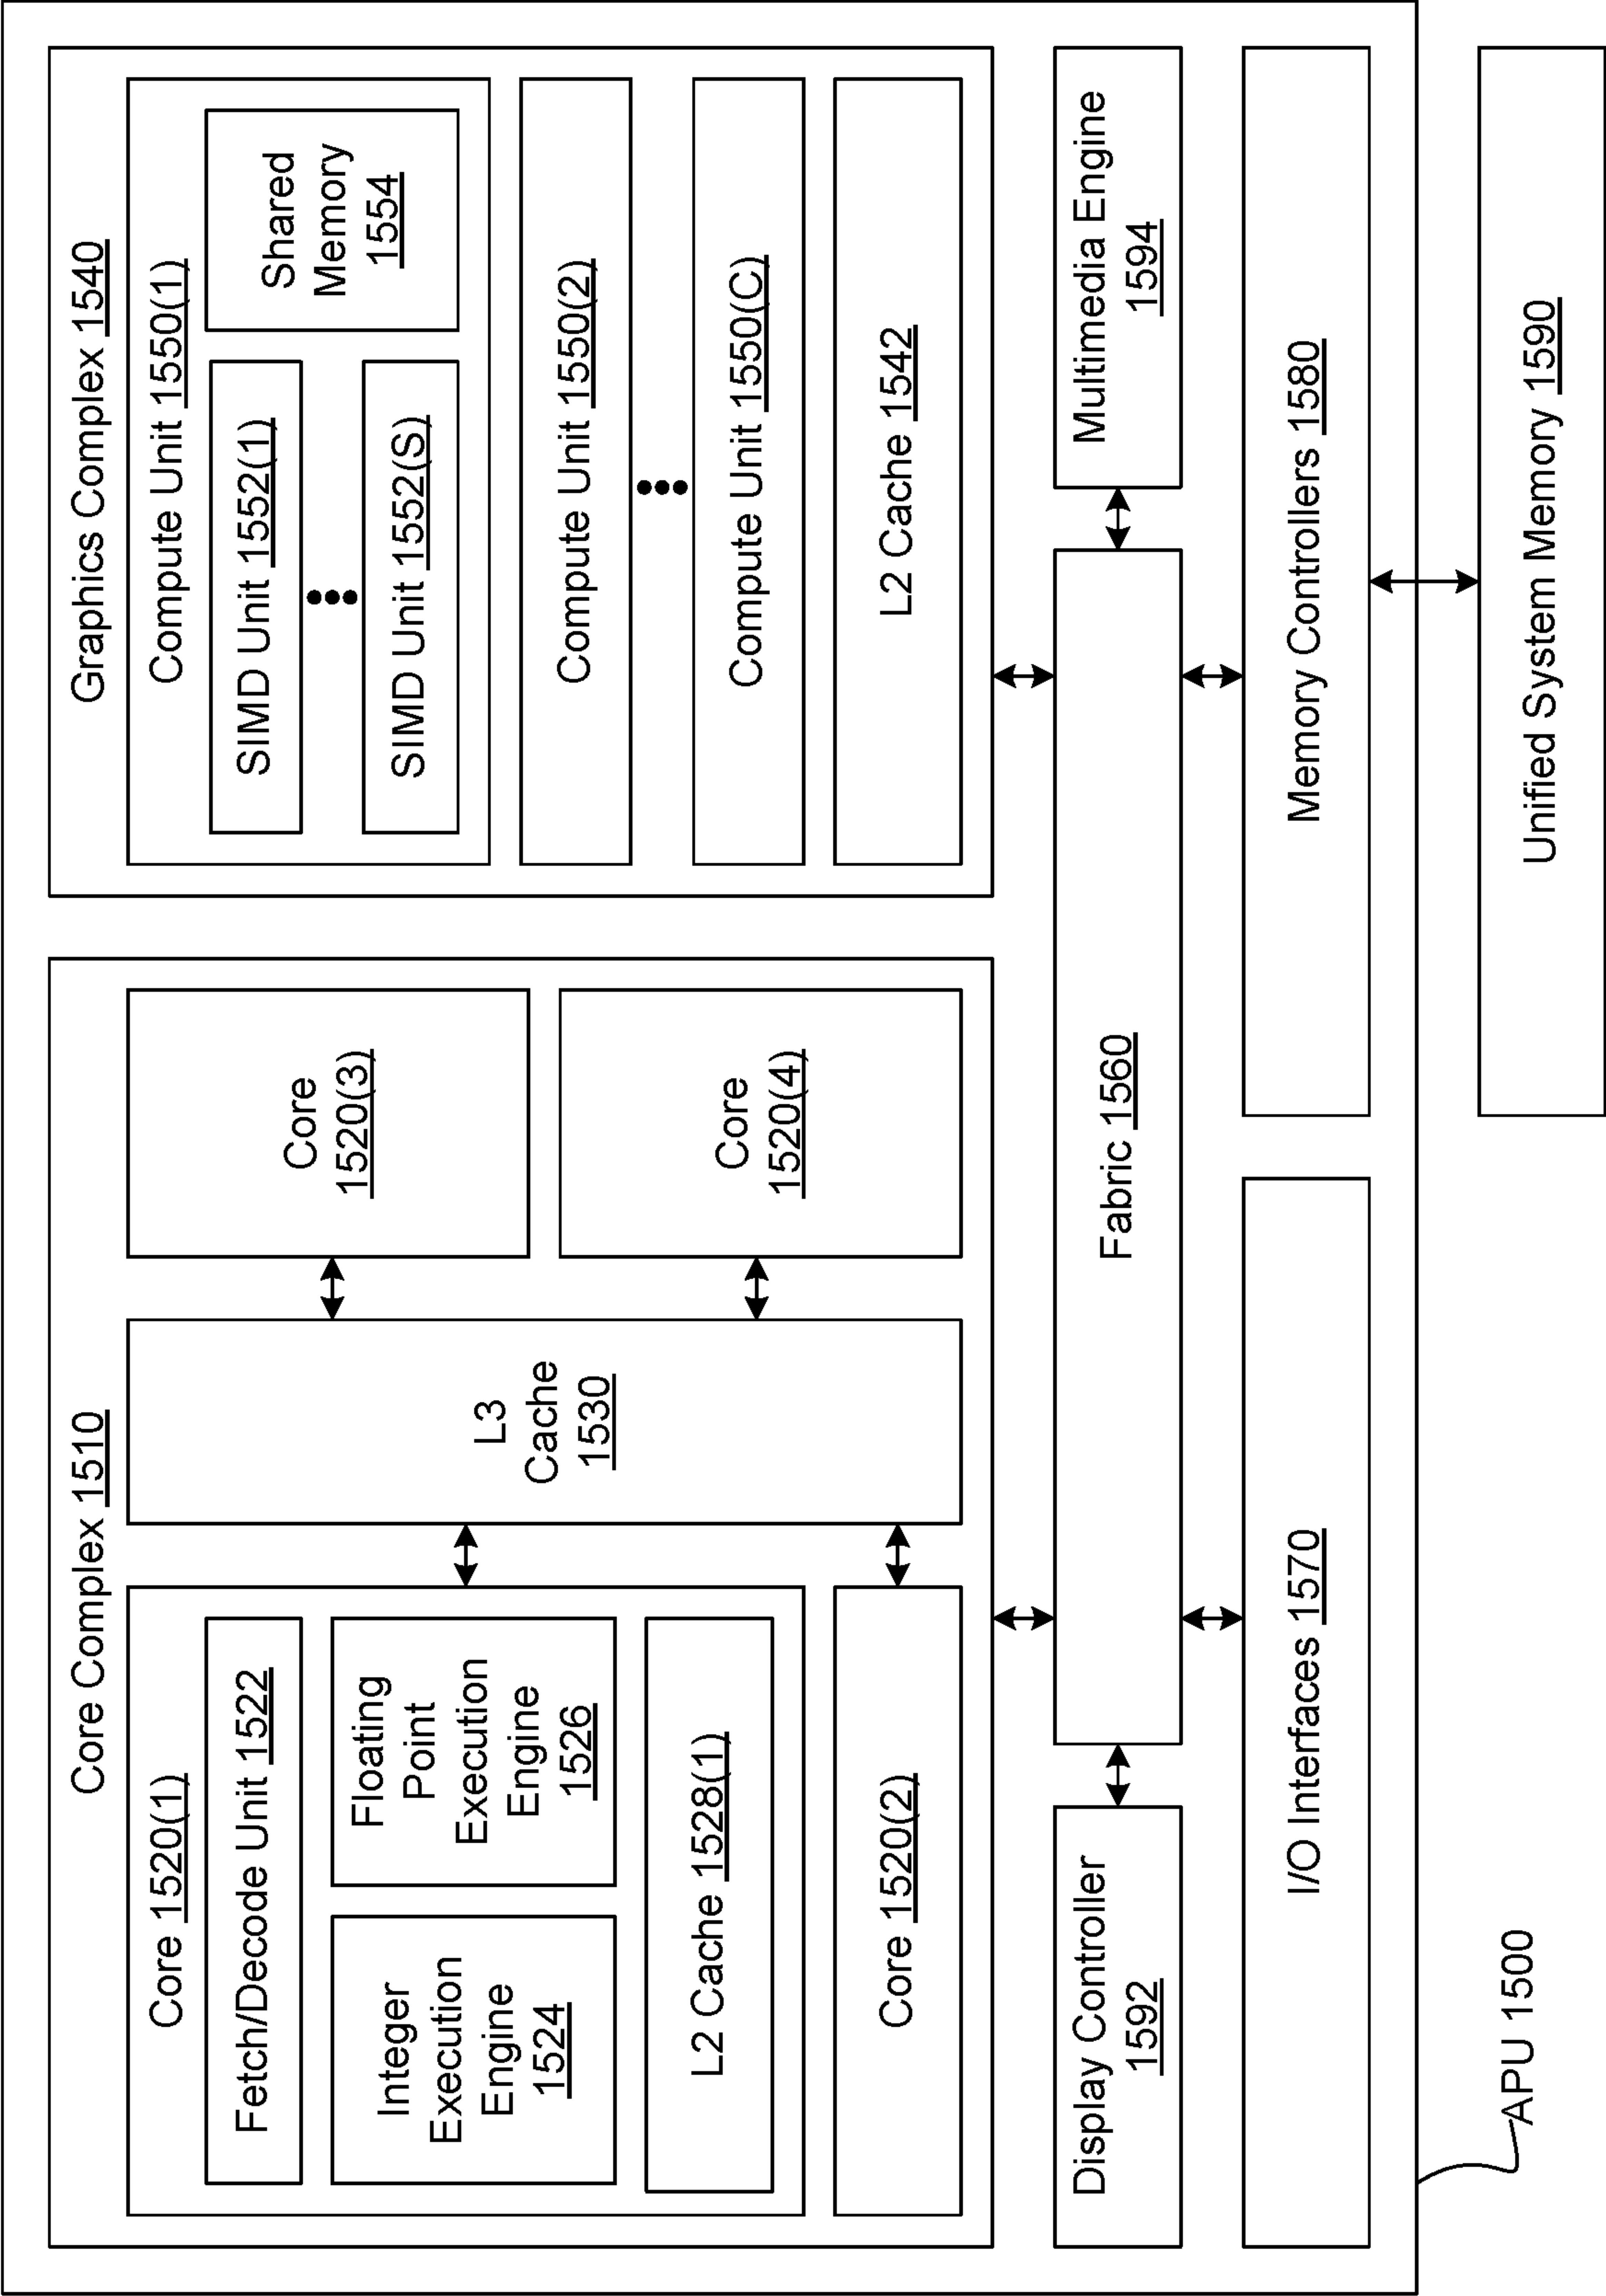 Core Complex 1510
Core 1520(1)
Fetch/Decode Unit 1522
Integer
Execution
Engine
1524
Floating
Point
Execution
Engine
1526
L2 Cache 1528(1)
Core 1520(2)
L3
Cache
1530
Core
1520(3)
Core
1520(4)
Graphics Complex 1540
Compute Unit 1550(1)
SIMD Unit 1552(1)
SIMD Unit 1552(S)
Shared
Memory
1554
Compute Unit 1550(2)
Compute Unit 1550(C)
L2 Cache 1542
Display Controller
1592
Fabric 1560
Multimedia Engine
1594
I/O Interfaces 1570
Memory Controllers 1580
APU 1500
Unified System Memory 1590